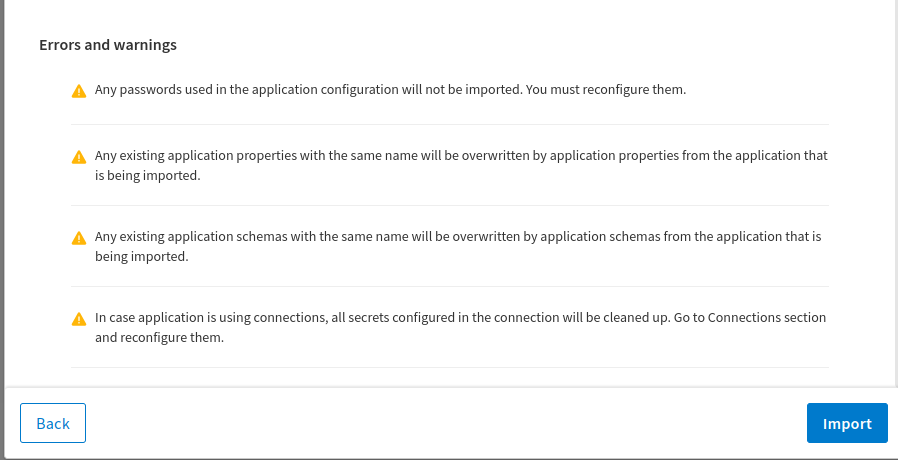 Errors and warnings
Any passwords used in the application configuration will not be imported. You must reconfigure them.
Any existing application properties with the same name will be overwritten by application properties from the application that
is being imported.
Any existing application schemas with the same name will be overwritten by application schemas from the application that is
being imported.
In case application is using connections, all secrets configured in the connection will be cleaned up. Go to Connections section
and reconfigure them.
Back
Import